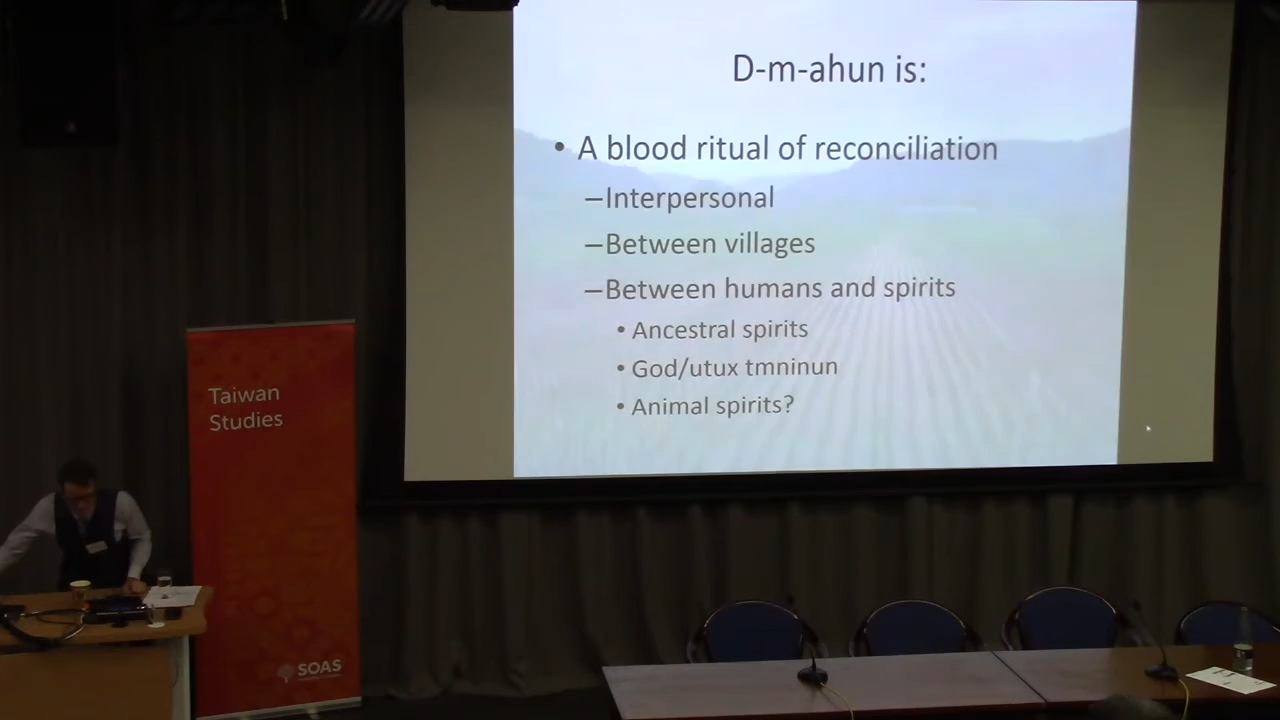 D-m-ahun is:
• A blood ritual of reconciliation
–Interpersonal
–Between villages
–Between humans and spirits
• Ancestral spirits
• God/utux tmninun
• Animal spirits?
Taiwan
Studies
SOAS